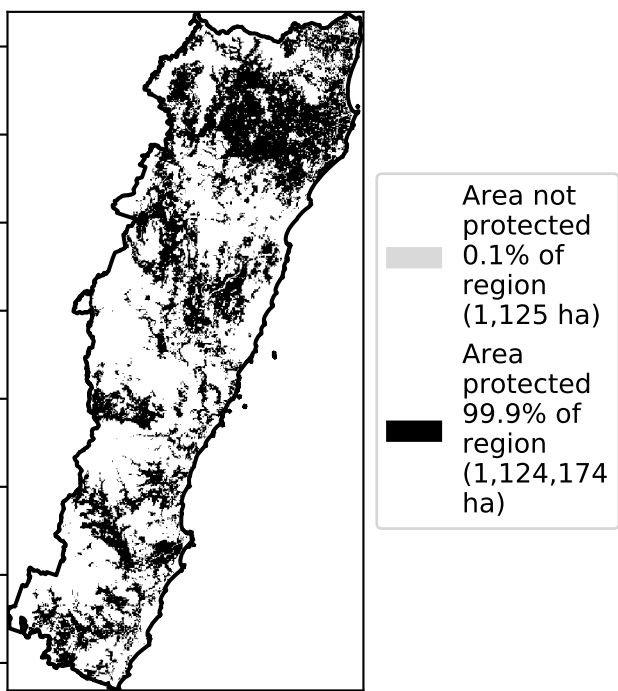 Area not
protected
0.1% of
region
(1,125 ha)
Area
protected
99.9% of
region
(1,124,174
ha)